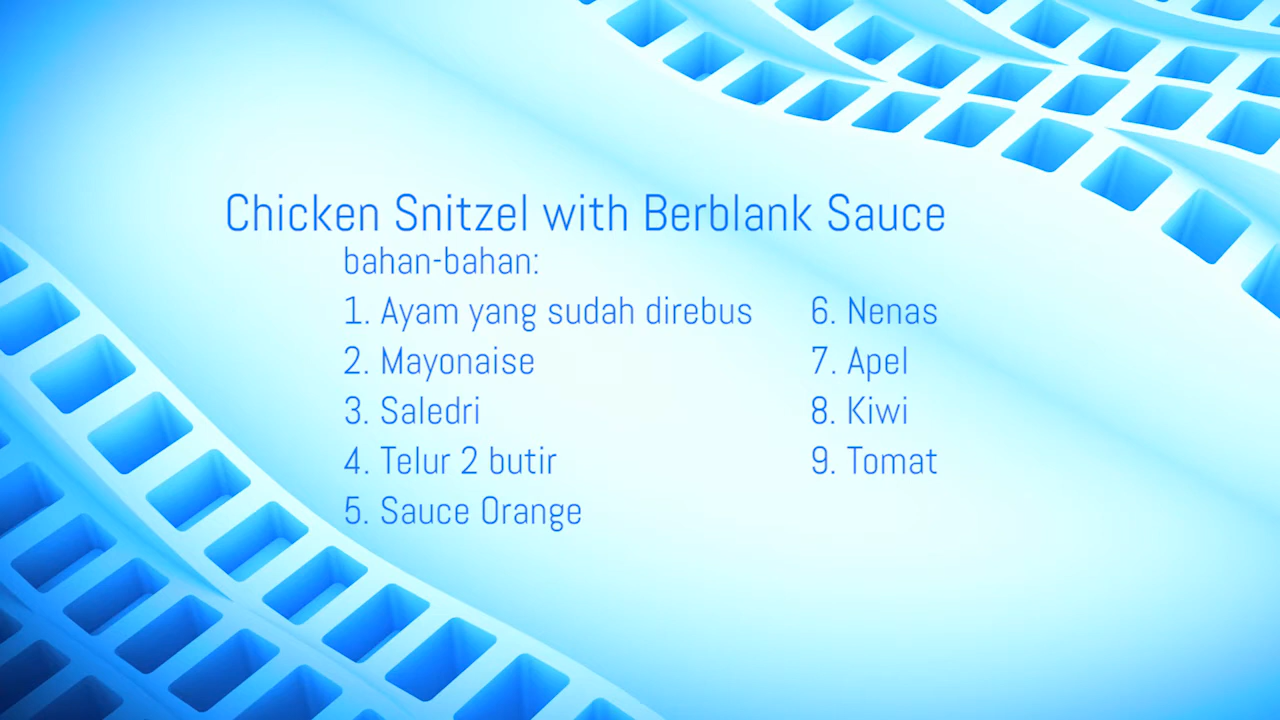 Chicken Snitzel with Berblank Sauce
bahan-bahan:
1. Ayam yang sudah direbus
2. Mayonaise
3. Saledri
4. Telur 2 butir
5. Sauce Orange
6. Nenas
7. Apel
8. Kiwi
9. Tomat